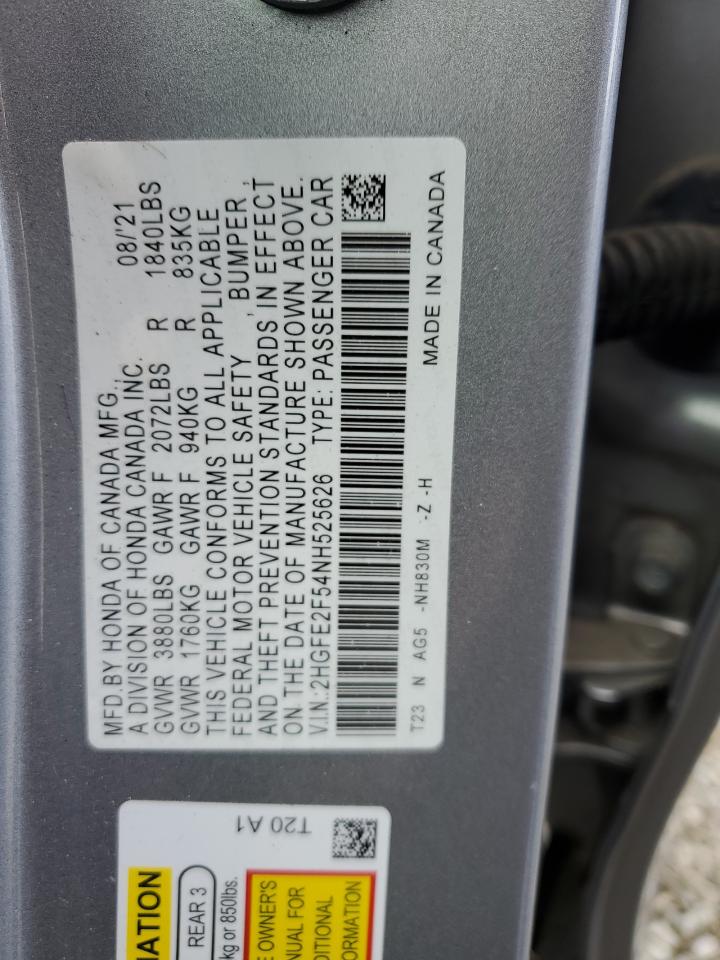 MFD.BY HONDA OF CANADA MFG., 08/'21
A DIVISION OF HONDA CANADA INC.
GVWR 3880LBS GAWR F 2072LBS R 1840LBS
GVWR 1760KG GAWR F 940KG R 835KG
THIS VEHICLE CONFORMS TO ALL APPLICABLE
FEDERAL MOTOR VEHICLE SAFETY , BUMPER ,
AND THEFT PREVENTION STANDARDS IN EFFECT
ON THE DATE OF MANUFACTURE SHOWN ABOVE.
V.I.N.:2HGFE2F54NH525626 TYPE: PASSENGER CAR
T23 N AG5 -NH830M -Z -H MADE IN CANADA
T20 A1
MATION
REAR 3
kg or 850lbs.
E OWNER'S
NUAL FOR
DITIONAL
ORMATION